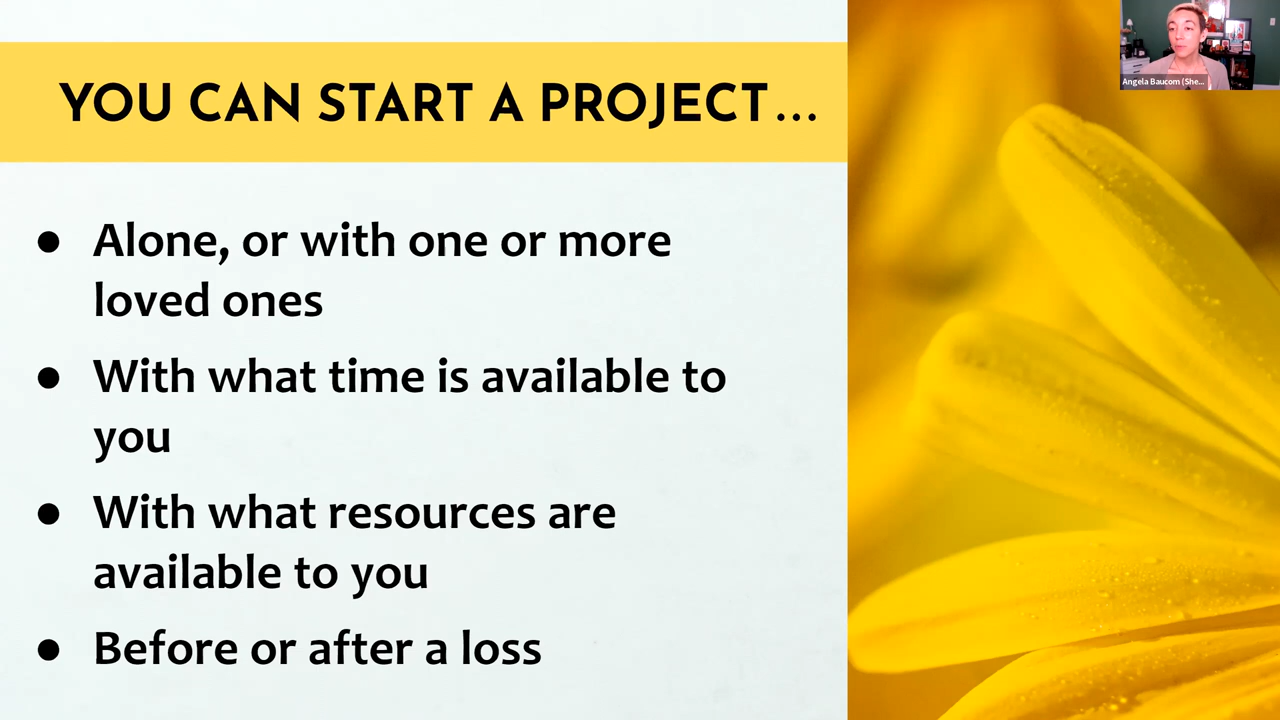 YOU CAN START A PROJECT...
● Alone, or with one or more
loved ones
● With what time is available to
you
● With what resources are
available to you
● Before or after a loss
Angela Baucom (She...